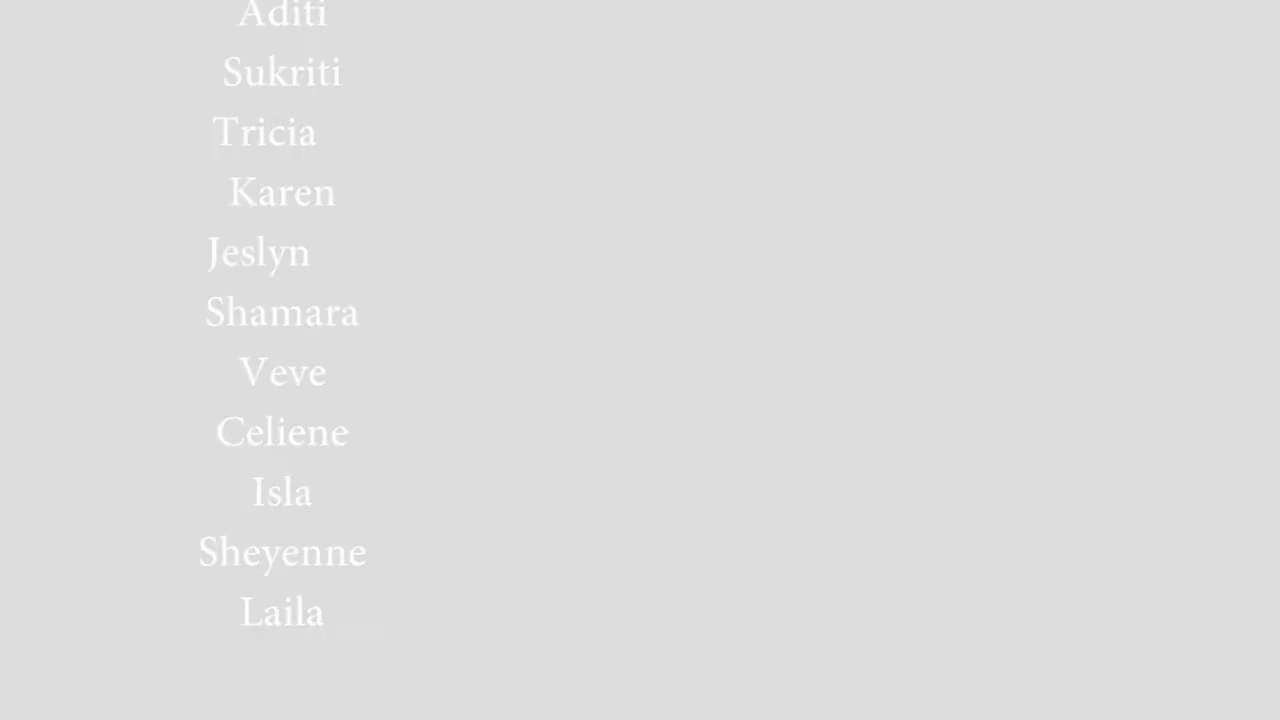 Aditi
Sukriti
Tricia
Karen
Jeslyn
Shamara
Veve
Celiene
Isla
Sheyenne
Laila